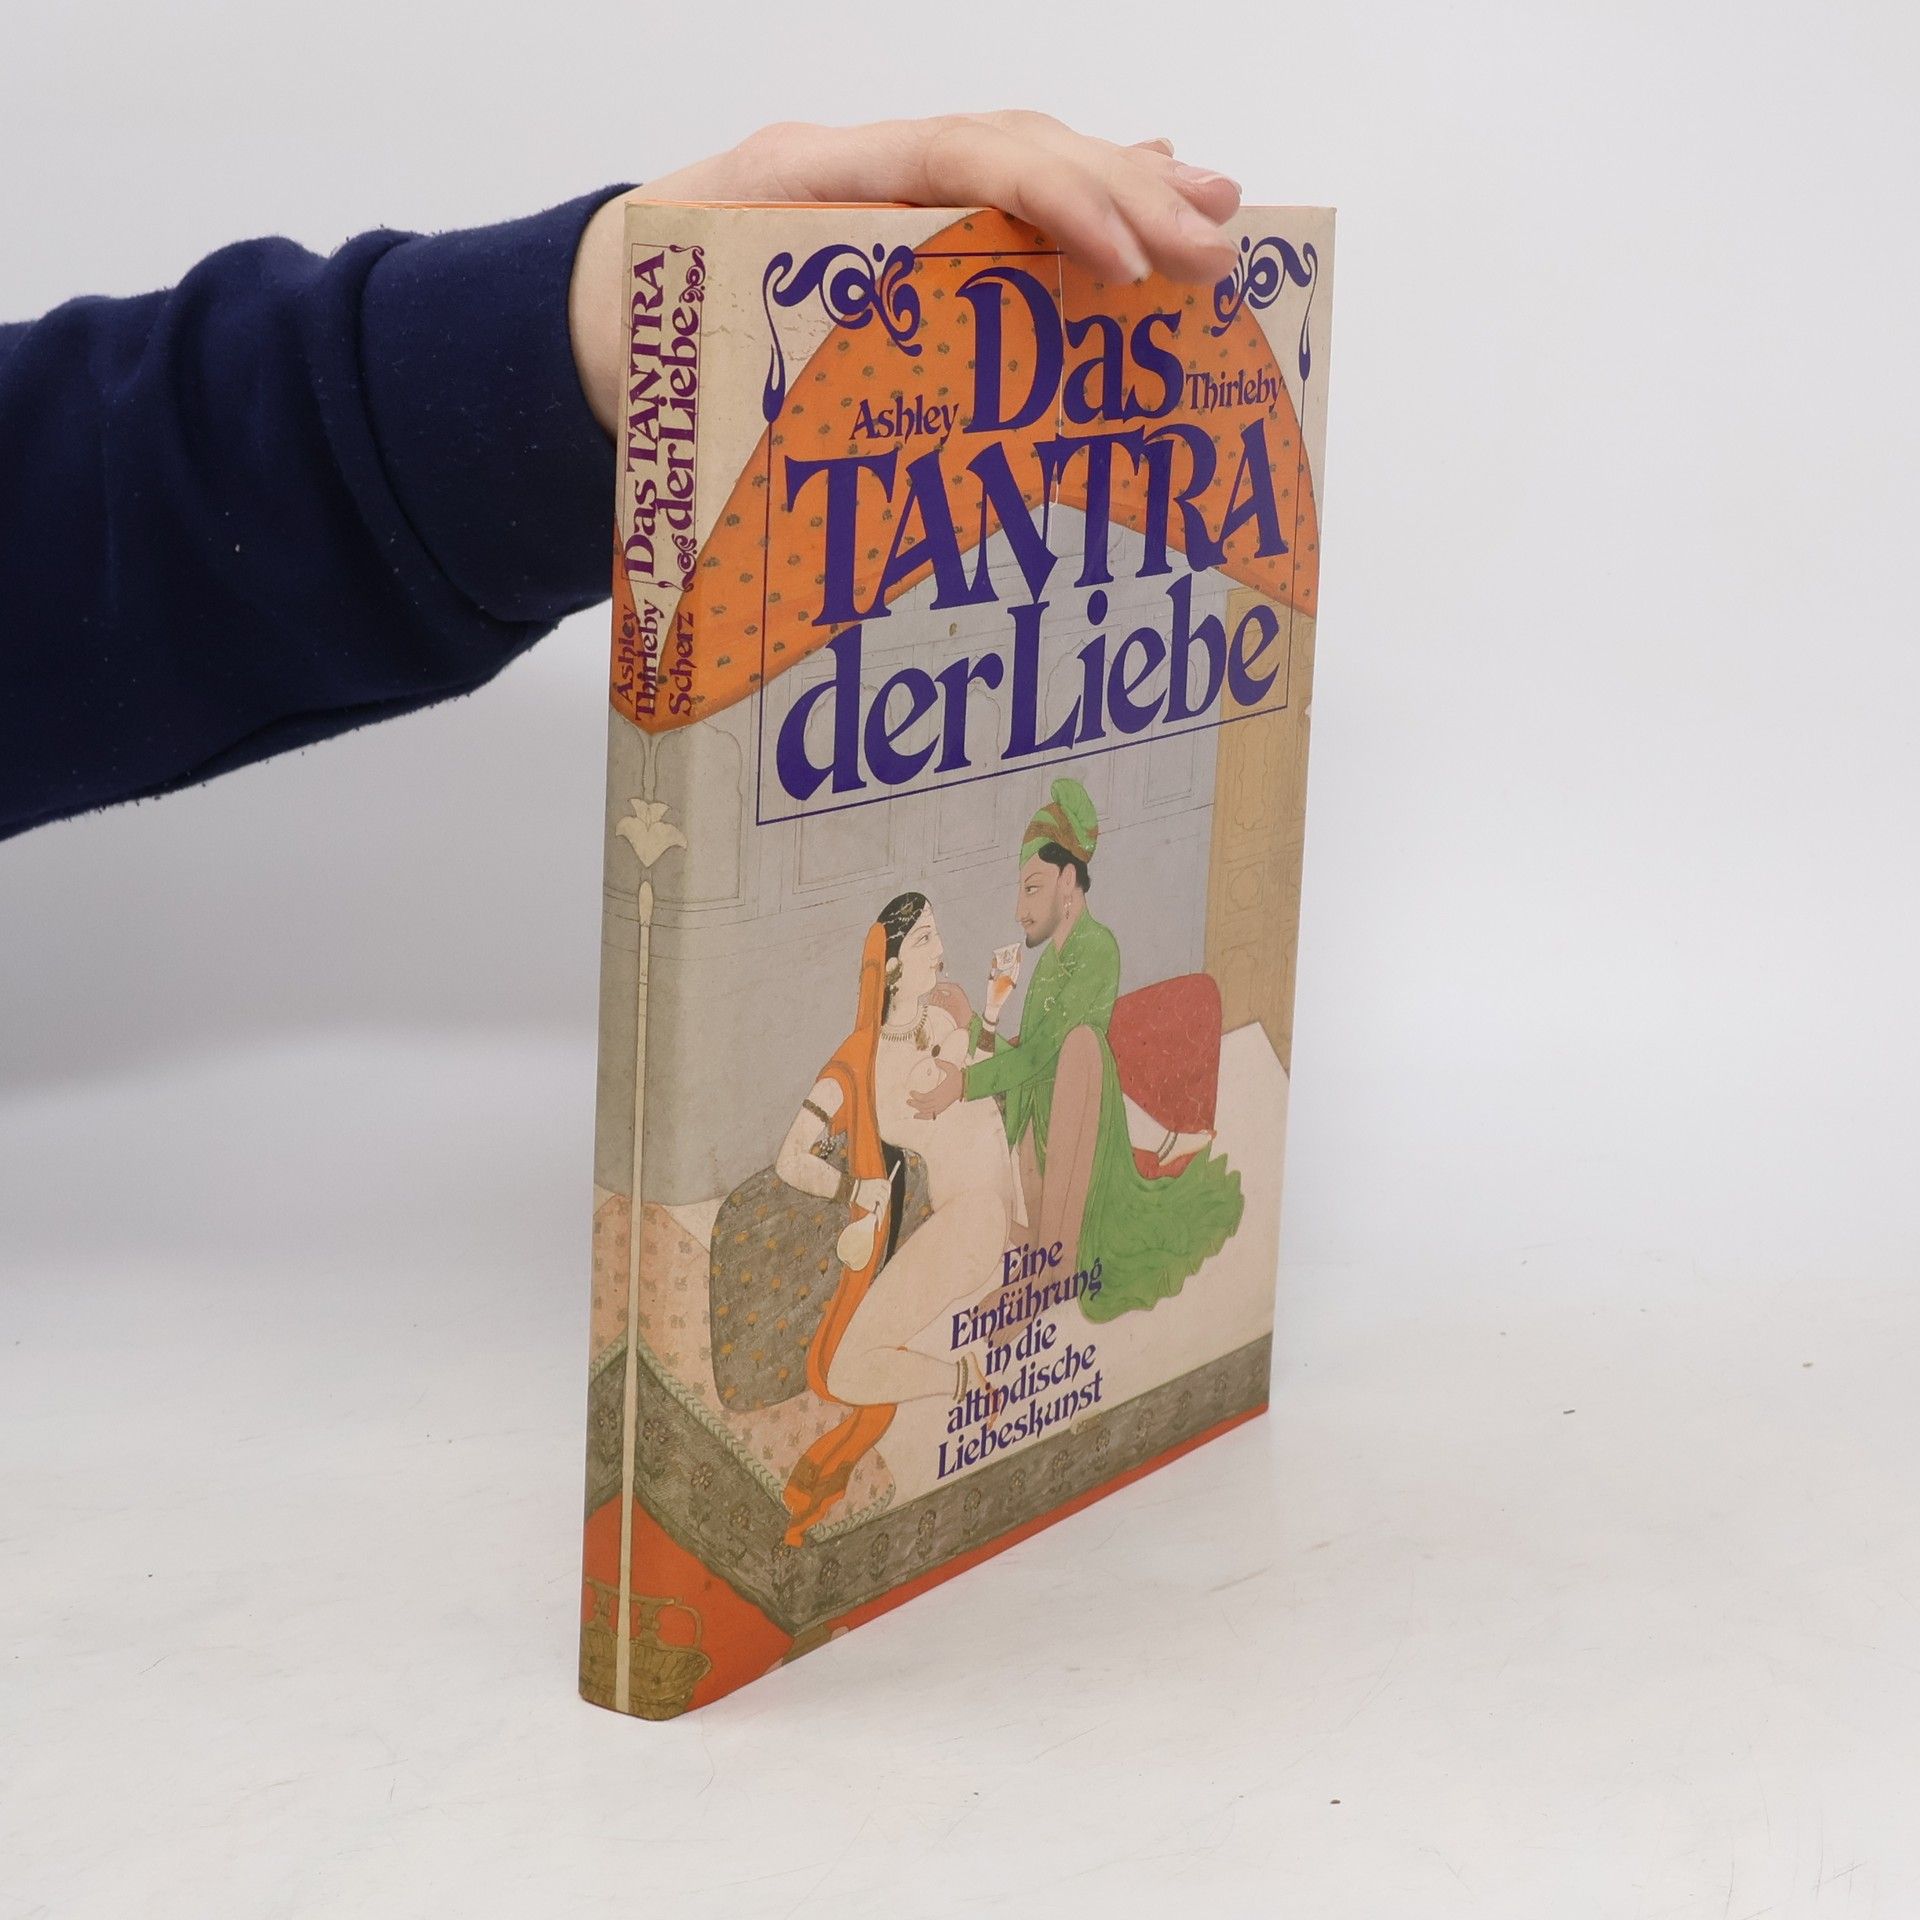 Das
Ashley Thirleby
TANTRA
der Liebe
Eine
Einführung
in die
altindische
Liebeskunst
Ashley
Thirleby
Das TANTRA
der Liebe
Scherz